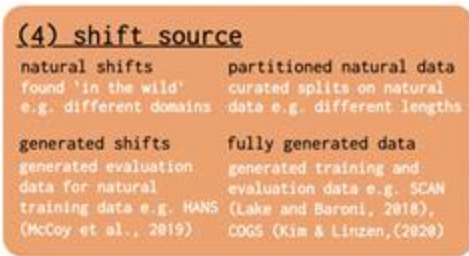 (4) shift source
natural shifts
found 'in the wild'
e.g. different domains
partitioned natural data
curated splits on natural
data e.g. different lengths
generated shifts
generated evaluation
data for natural
training data e.g. HANS
(McCoy et al., 2019)
fully generated data
generated training and
evaluation data e.g. SCAN
(Lake and Baroni, 2018),
COGS (Kim & Linzen,(2020)